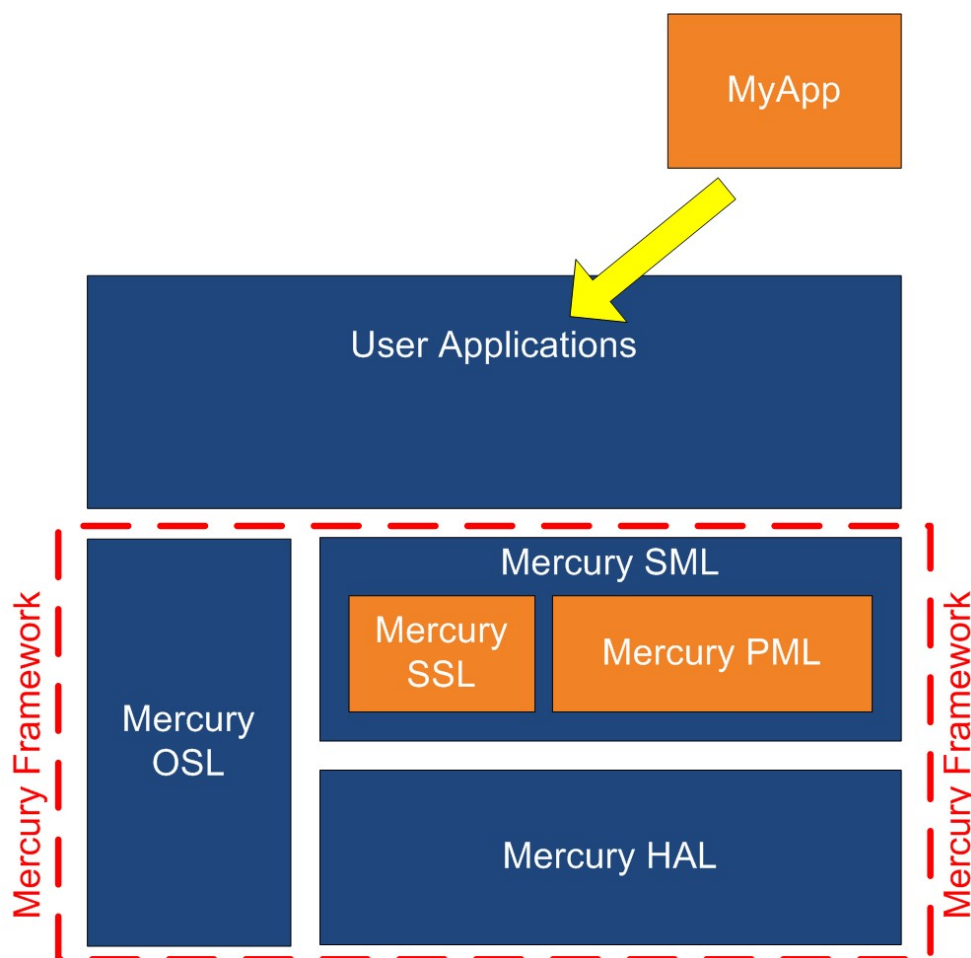 MyApp
User Applications
Mercury Framework
Mercury
OSL
Mercury SML
Mercury
SSL
Mercury PML
Mercury HAL
Mercury Framework